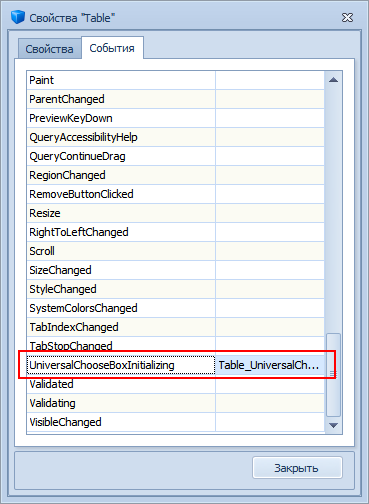 Свойства "Table"
Свойства События
Paint
ParentChanged
PreviewKeyDown
QueryAccessibilityHelp
QueryContinueDrag
RegionChanged
RemoveButtonClicked
Resize
RightToLeftChanged
Scroll
SizeChanged
StyleChanged
SystemColorsChanged
TabIndexChanged
TabStopChanged
UniversalChooseBoxInitializing Table_UniversalCh...
Validated
Validating
VisibleChanged
Закрыть